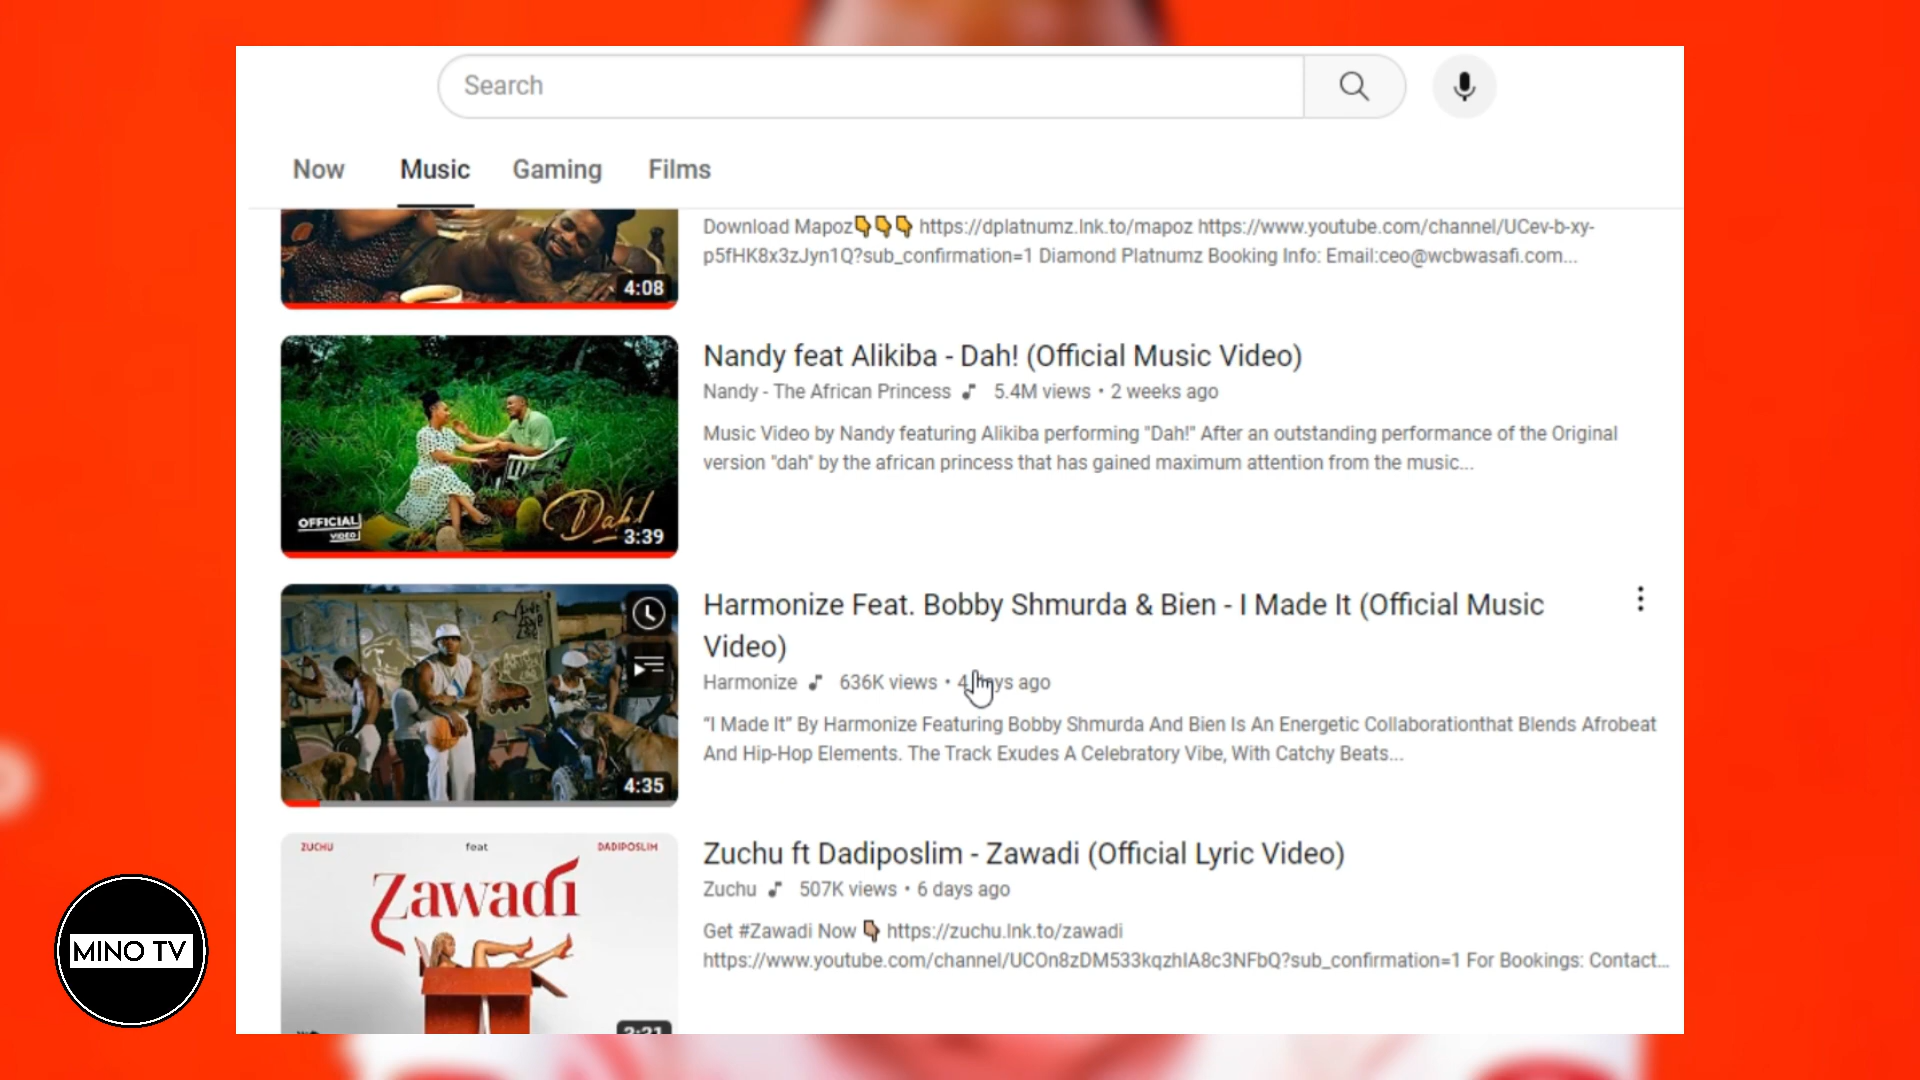 Search
Now Music Gaming Films
Download Mapoz👇👇👇 https://dplatnumz.lnk.to/mapoz https://www.youtube.com/channel/UCev-b-xy-
p5fHK8x3zJyn1Q?sub_confirmation=1 Diamond Platnumz Booking Info: Email:ceo@wcbwasafi.com...
4:08
Nandy feat Alikiba - Dah! (Official Music Video)
Nandy - The African Princess 5.4M views • 2 weeks ago
Music Video by Nandy featuring Alikiba performing "Dah!" After an outstanding performance of the Original
version "dah" by the african princess that has gained maximum attention from the music...
OFFICIAL
VIDEO
Dah!
3:39
Harmonize Feat. Bobby Shmurda & Bien - I Made It (Official Music
Video)
Harmonize 636K views • 4 days ago
“I Made It” By Harmonize Featuring Bobby Shmurda And Bien Is An Energetic Collaborationthat Blends Afrobeat
And Hip-Hop Elements. The Track Exudes A Celebratory Vibe, With Catchy Beats...
4:35
ZUCHU feat DADIPOSLIM
Zawadi
Zuchu ft Dadiposlim - Zawadi (Official Lyric Video)
Zuchu 507K views • 6 days ago
Get #Zawadi Now 👇 https://zuchu.lnk.to/zawadi
https://www.youtube.com/channel/UCOn8zDM533kqzhIA8c3NFbQ?sub_confirmation=1 For Bookings: Contact...
MINO TV